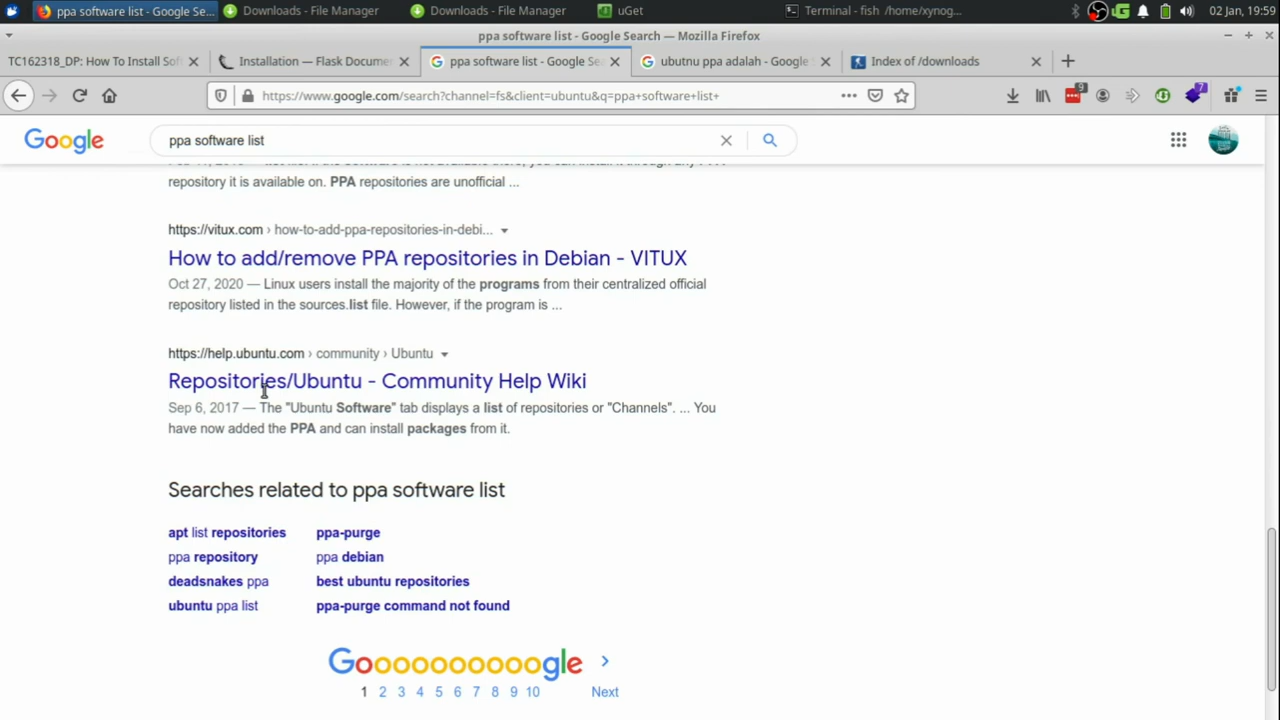 ppa software list - Google Se...
Downloads - File Manager
Downloads - File Manager
uGet
Terminal - fish /home/xynog...
02 Jan, 19:59
ppa software list - Google Search — Mozilla Firefox
TC162318_DP: How To Install Sof
Installation — Flask Documen
ppa software list - Google Se
ubutnu ppa adalah - Google
Index of /downloads
https://www.google.com/search?channel=fs&client=ubuntu&q=ppa+software+list+
9
7
Google
ppa software list
repository it is available on. PPA repositories are unofficial ...
https://vitux.com › how-to-add-ppa-repositories-in-debi...
How to add/remove PPA repositories in Debian - VITUX
Oct 27, 2020 — Linux users install the majority of the programs from their centralized official
repository listed in the sources.list file. However, if the program is ...
https://help.ubuntu.com › community › Ubuntu
Repositories/Ubuntu - Community Help Wiki
Sep 6, 2017 — The "Ubuntu Software" tab displays a list of repositories or "Channels". ... You
have now added the PPA and can install packages from it.
Searches related to ppa software list
apt list repositories
ppa-purge
ppa repository
ppa debian
deadsnakes ppa
best ubuntu repositories
ubuntu ppa list
ppa-purge command not found
Goooooooooogle
1 2 3 4 5 6 7 8 9 10 Next